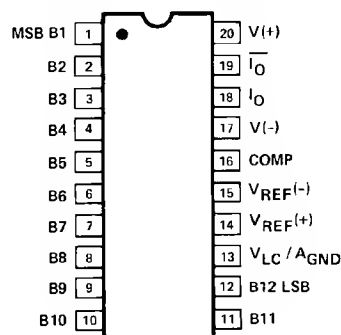 MSB B1 1 20 V(+)
B2 2 19 I̅O̅
B3 3 18 IO
B4 4 17 V(-)
B5 5 16 COMP
B6 6 15 VREF(-)
B7 7 14 VREF(+)
B8 8 13 VLC / AGND
B9 9 12 B12 LSB
B10 10 11 B11